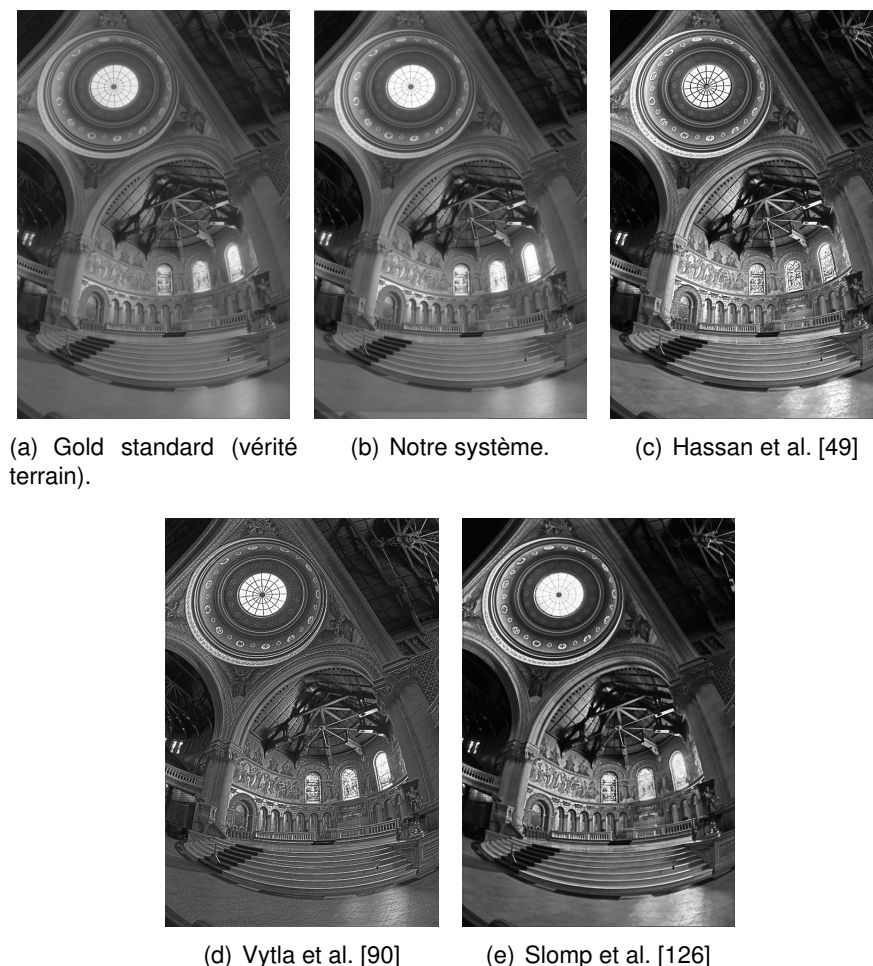 (a) Gold standard (vérité
terrain).
(b) Notre système.
(c) Hassan et al. [49]
(d) Vytla et al. [90]
(e) Slomp et al. [126]